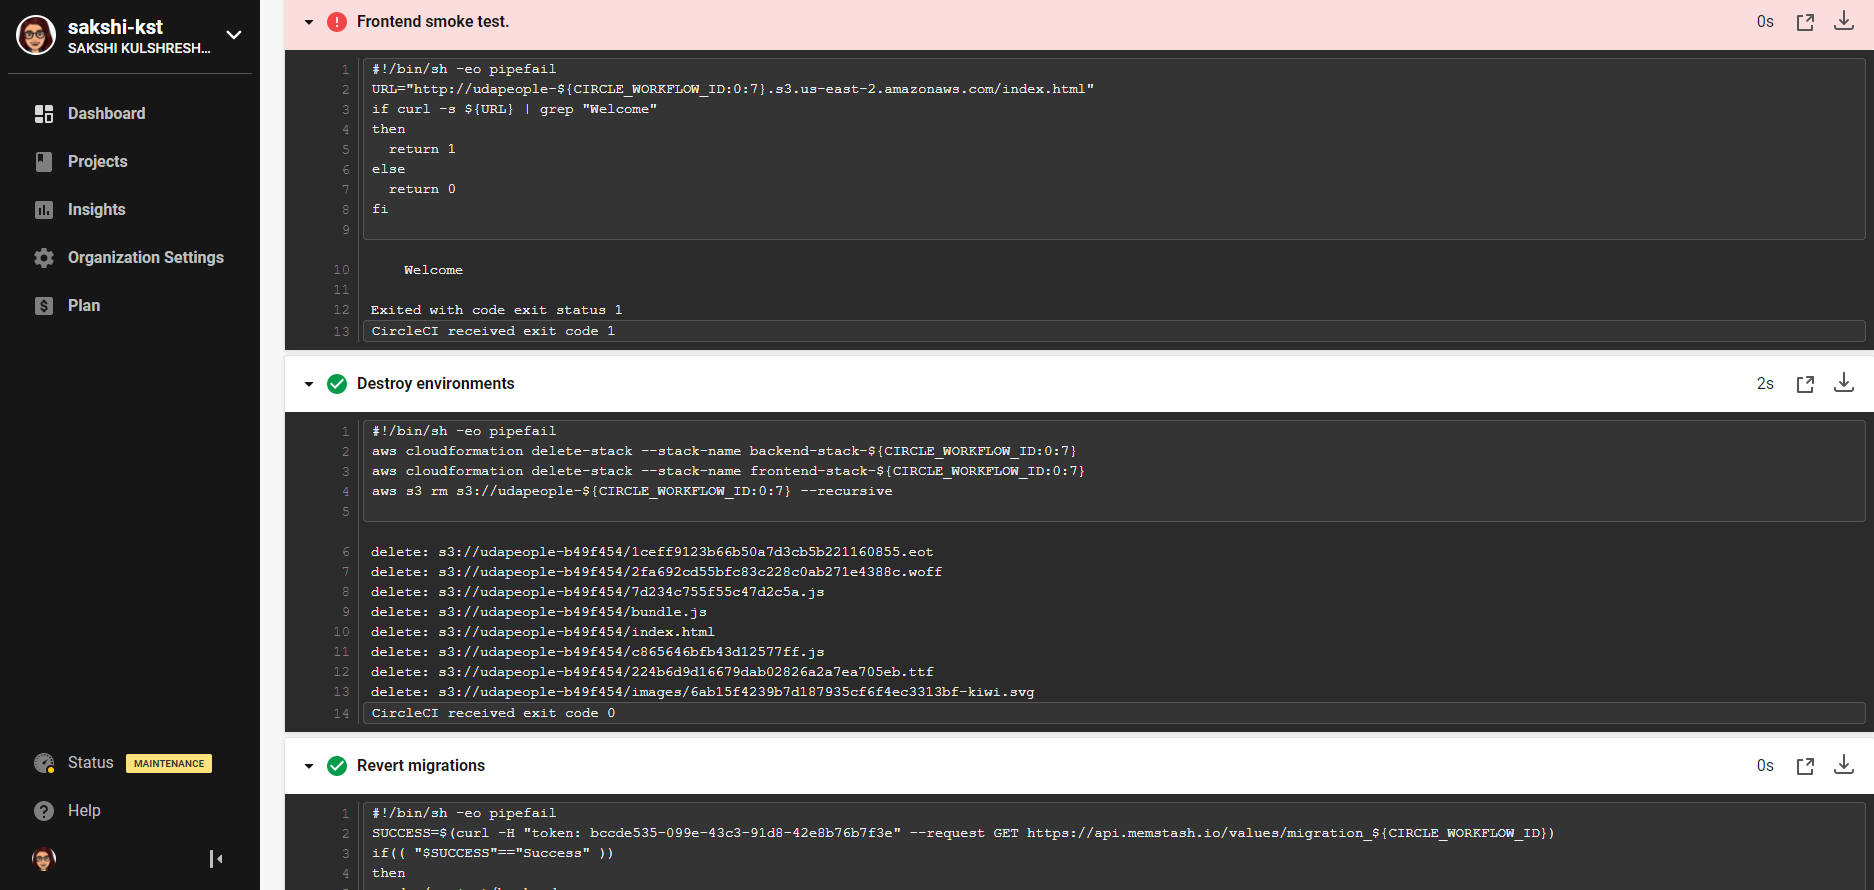 sakshi-kst
SAKSHI KULSHRESH...
Dashboard
Projects
Insights
Organization Settings
Plan
Status MAINTENANCE
Help
Frontend smoke test. 0s
1 #!/bin/sh -eo pipefail
2 URL="http://udapeople-${CIRCLE_WORKFLOW_ID:0:7}.s3.us-east-2.amazonaws.com/index.html"
3 if curl -s ${URL} | grep "Welcome"
4 then
5 return 1
6 else
7 return 0
8 fi
9
10 Welcome
11
12 Exited with code exit status 1
13 CircleCI received exit code 1
Destroy environments 2s
1 #!/bin/sh -eo pipefail
2 aws cloudformation delete-stack --stack-name backend-stack-${CIRCLE_WORKFLOW_ID:0:7}
3 aws cloudformation delete-stack --stack-name frontend-stack-${CIRCLE_WORKFLOW_ID:0:7}
4 aws s3 rm s3://udapeople-${CIRCLE_WORKFLOW_ID:0:7} --recursive
5
6 delete: s3://udapeople-b49f454/1ceff9123b66b50a7d3cb5b221160855.eot
7 delete: s3://udapeople-b49f454/2fa692cd55bfc83c228c0ab271e4388c.woff
8 delete: s3://udapeople-b49f454/7d234c755f55c47d2c5a.js
9 delete: s3://udapeople-b49f454/bundle.js
10 delete: s3://udapeople-b49f454/index.html
11 delete: s3://udapeople-b49f454/c865646bfb43d12577ff.js
12 delete: s3://udapeople-b49f454/224b6d9d16679dab02826a2a7ea705eb.ttf
13 delete: s3://udapeople-b49f454/images/6ab15f4239b7d187935cf6f4ec3313bf-kiwi.svg
14 CircleCI received exit code 0
Revert migrations 0s
1 #!/bin/sh -eo pipefail
2 SUCCESS=$(curl -H "token: bccde535-099e-43c3-91d8-42e8b76b7f3e" --request GET https://api.memstash.io/values/migration_${CIRCLE_WORKFLOW_ID})
3 if(( "$SUCCESS"=="Success" ))
4 then